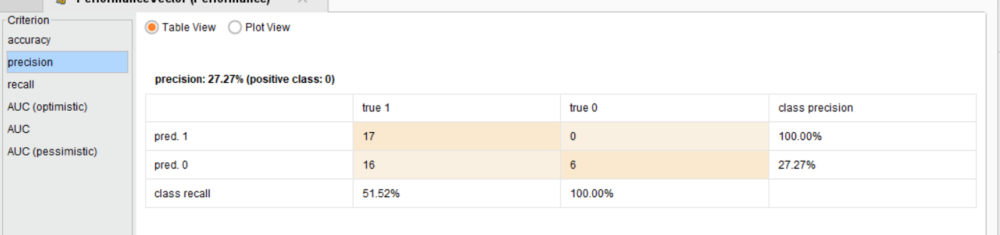 PerformanceVector (Performance)
Criterion
accuracy
precision
recall
AUC (optimistic)
AUC
AUC (pessimistic)
Table View Plot View
precision: 27.27% (positive class: 0)
true 1 true 0 class precision
pred. 1 17 0 100.00%
pred. 0 16 6 27.27%
class recall 51.52% 100.00%